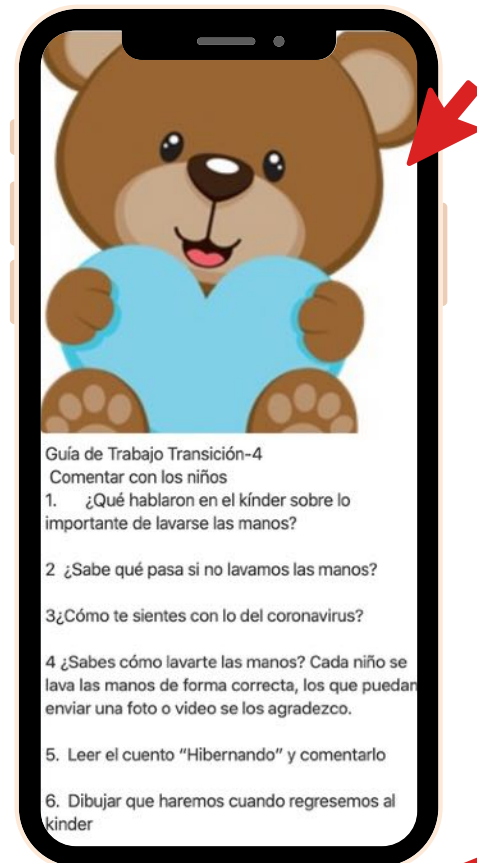 Guía de Trabajo Transición-4
Comentar con los niños
1. ¿Qué hablaron en el kínder sobre lo
importante de lavarse las manos?
2 ¿Sabe qué pasa si no lavamos las manos?
3¿Cómo te sientes con lo del coronavirus?
4 ¿Sabes cómo lavarte las manos? Cada niño se
lava las manos de forma correcta, los que puedan
enviar una foto o video se los agradezco.
5. Leer el cuento “Hibernando” y comentarlo
6. Dibujar que haremos cuando regresemos al
kinder